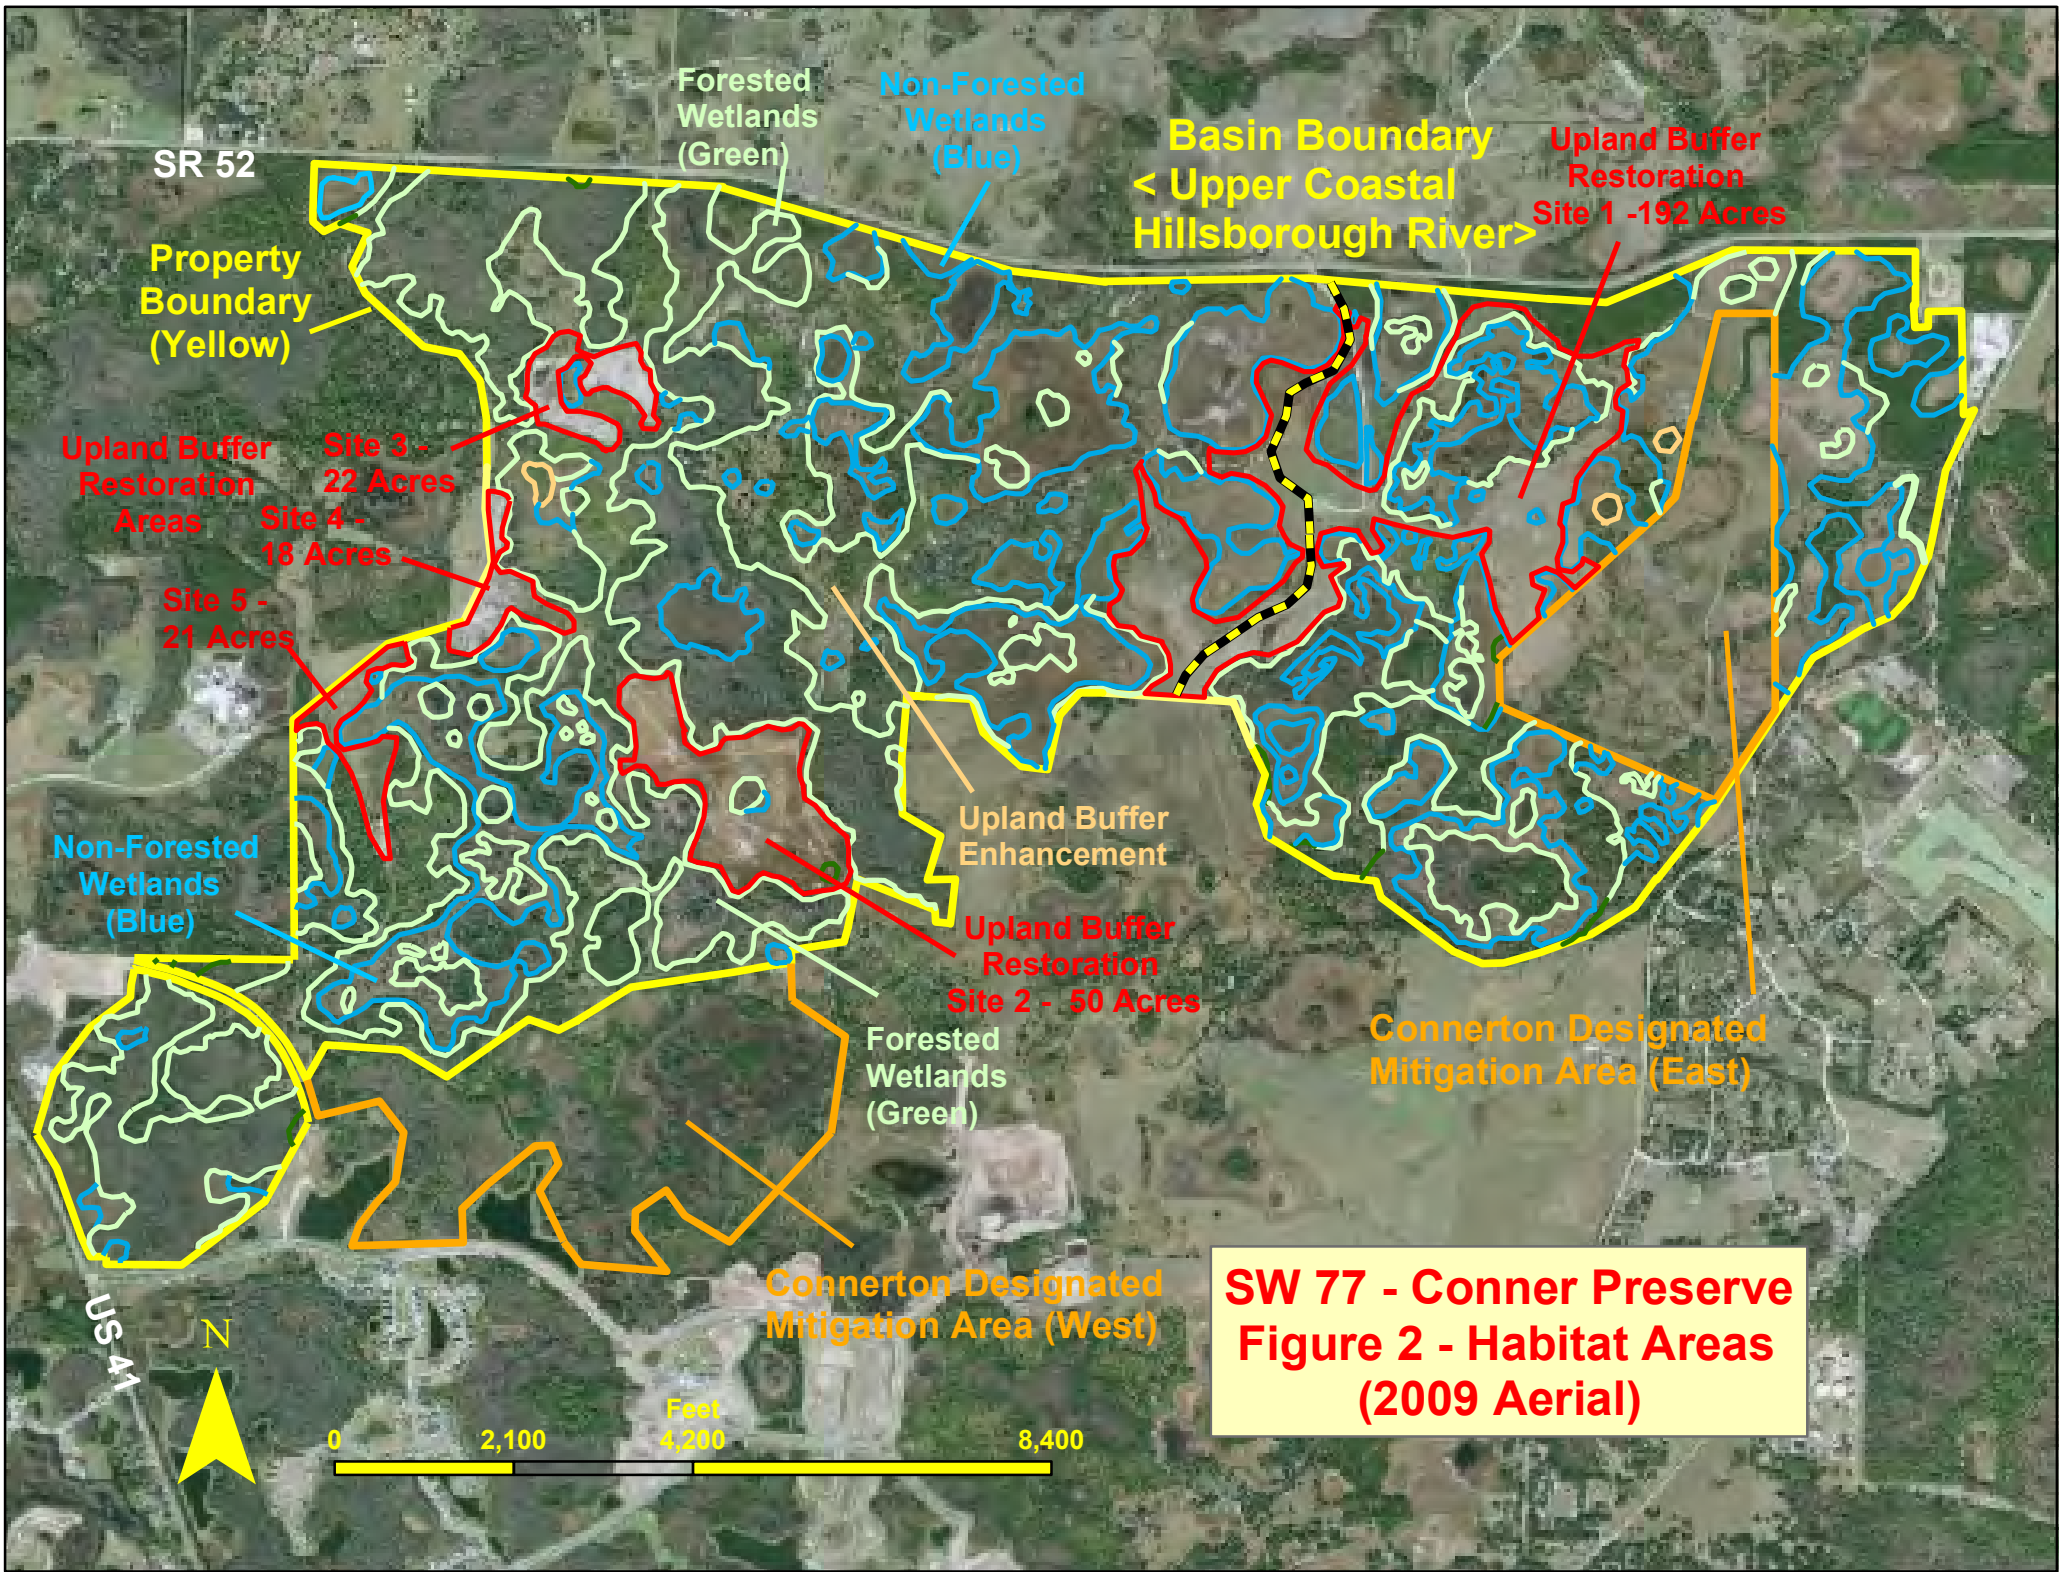 Forested
Wetlands
(Green)
Non-Forested
Wetlands
(Blue)
Basin Boundary
< Upper Coastal
Hillsborough River>
Upland Buffer
Restoration
Site 1 -192 Acres
SR 52
Property
Boundary
(Yellow)
Upland Buffer
Restoration
Areas
Site 3 -
22 Acres
Site 4 -
18 Acres
Site 5 -
21 Acres
Upland Buffer
Enhancement
Non-Forested
Wetlands
(Blue)
Upland Buffer
Restoration
Site 2 - 50 Acres
Forested
Wetlands
(Green)
Connerton Designated
Mitigation Area (East)
Connerton Designated
Mitigation Area (West)
US 41
N
Feet
0 2,100 4,200 8,400
SW 77 - Conner Preserve
Figure 2 - Habitat Areas
(2009 Aerial)